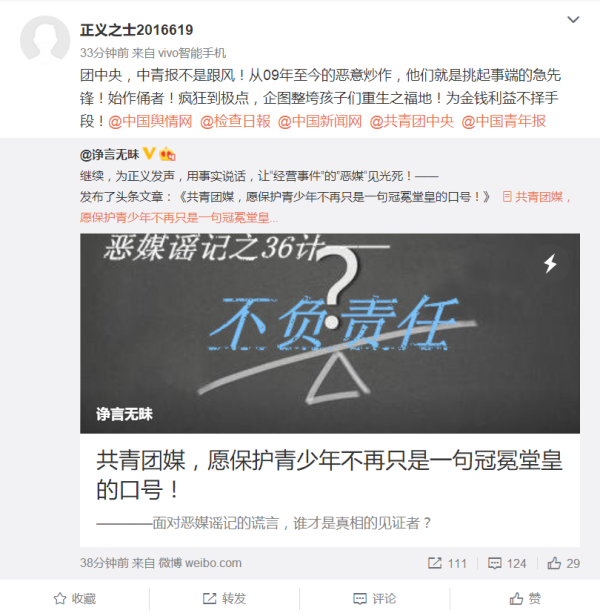 正义之士2016619
33分钟前 来自 vivo智能手机
团中央，中青报不是跟风！从09年至今的恶意炒作，他们就是挑起事端的急先
锋！始作俑者！疯狂到极点，企图整垮孩子们重生之福地！为金钱利益不择手
段！@中国舆情网 @检查日報 @中国新闻网 @共青团中央 @中国青年报
@诤言无昧
继续，为正义发声，用事实说话，让"经营事件"的"恶媒"见光死！——
发布了头条文章：《共青团媒，愿保护青少年不再只是一句冠冕堂皇的口号！》 共青团媒，
愿保护青少年不再只是一句冠冕堂皇...
恶媒谣记之36计——
?
不负责任
诤言无昧
共青团媒，愿保护青少年不再只是一句冠冕堂皇
的口号！
————面对恶媒谣记的谎言，谁才是真相的见证者？
38分钟前 来自 微博 weibo.com 111 124 29
收藏 转发 评论 赞